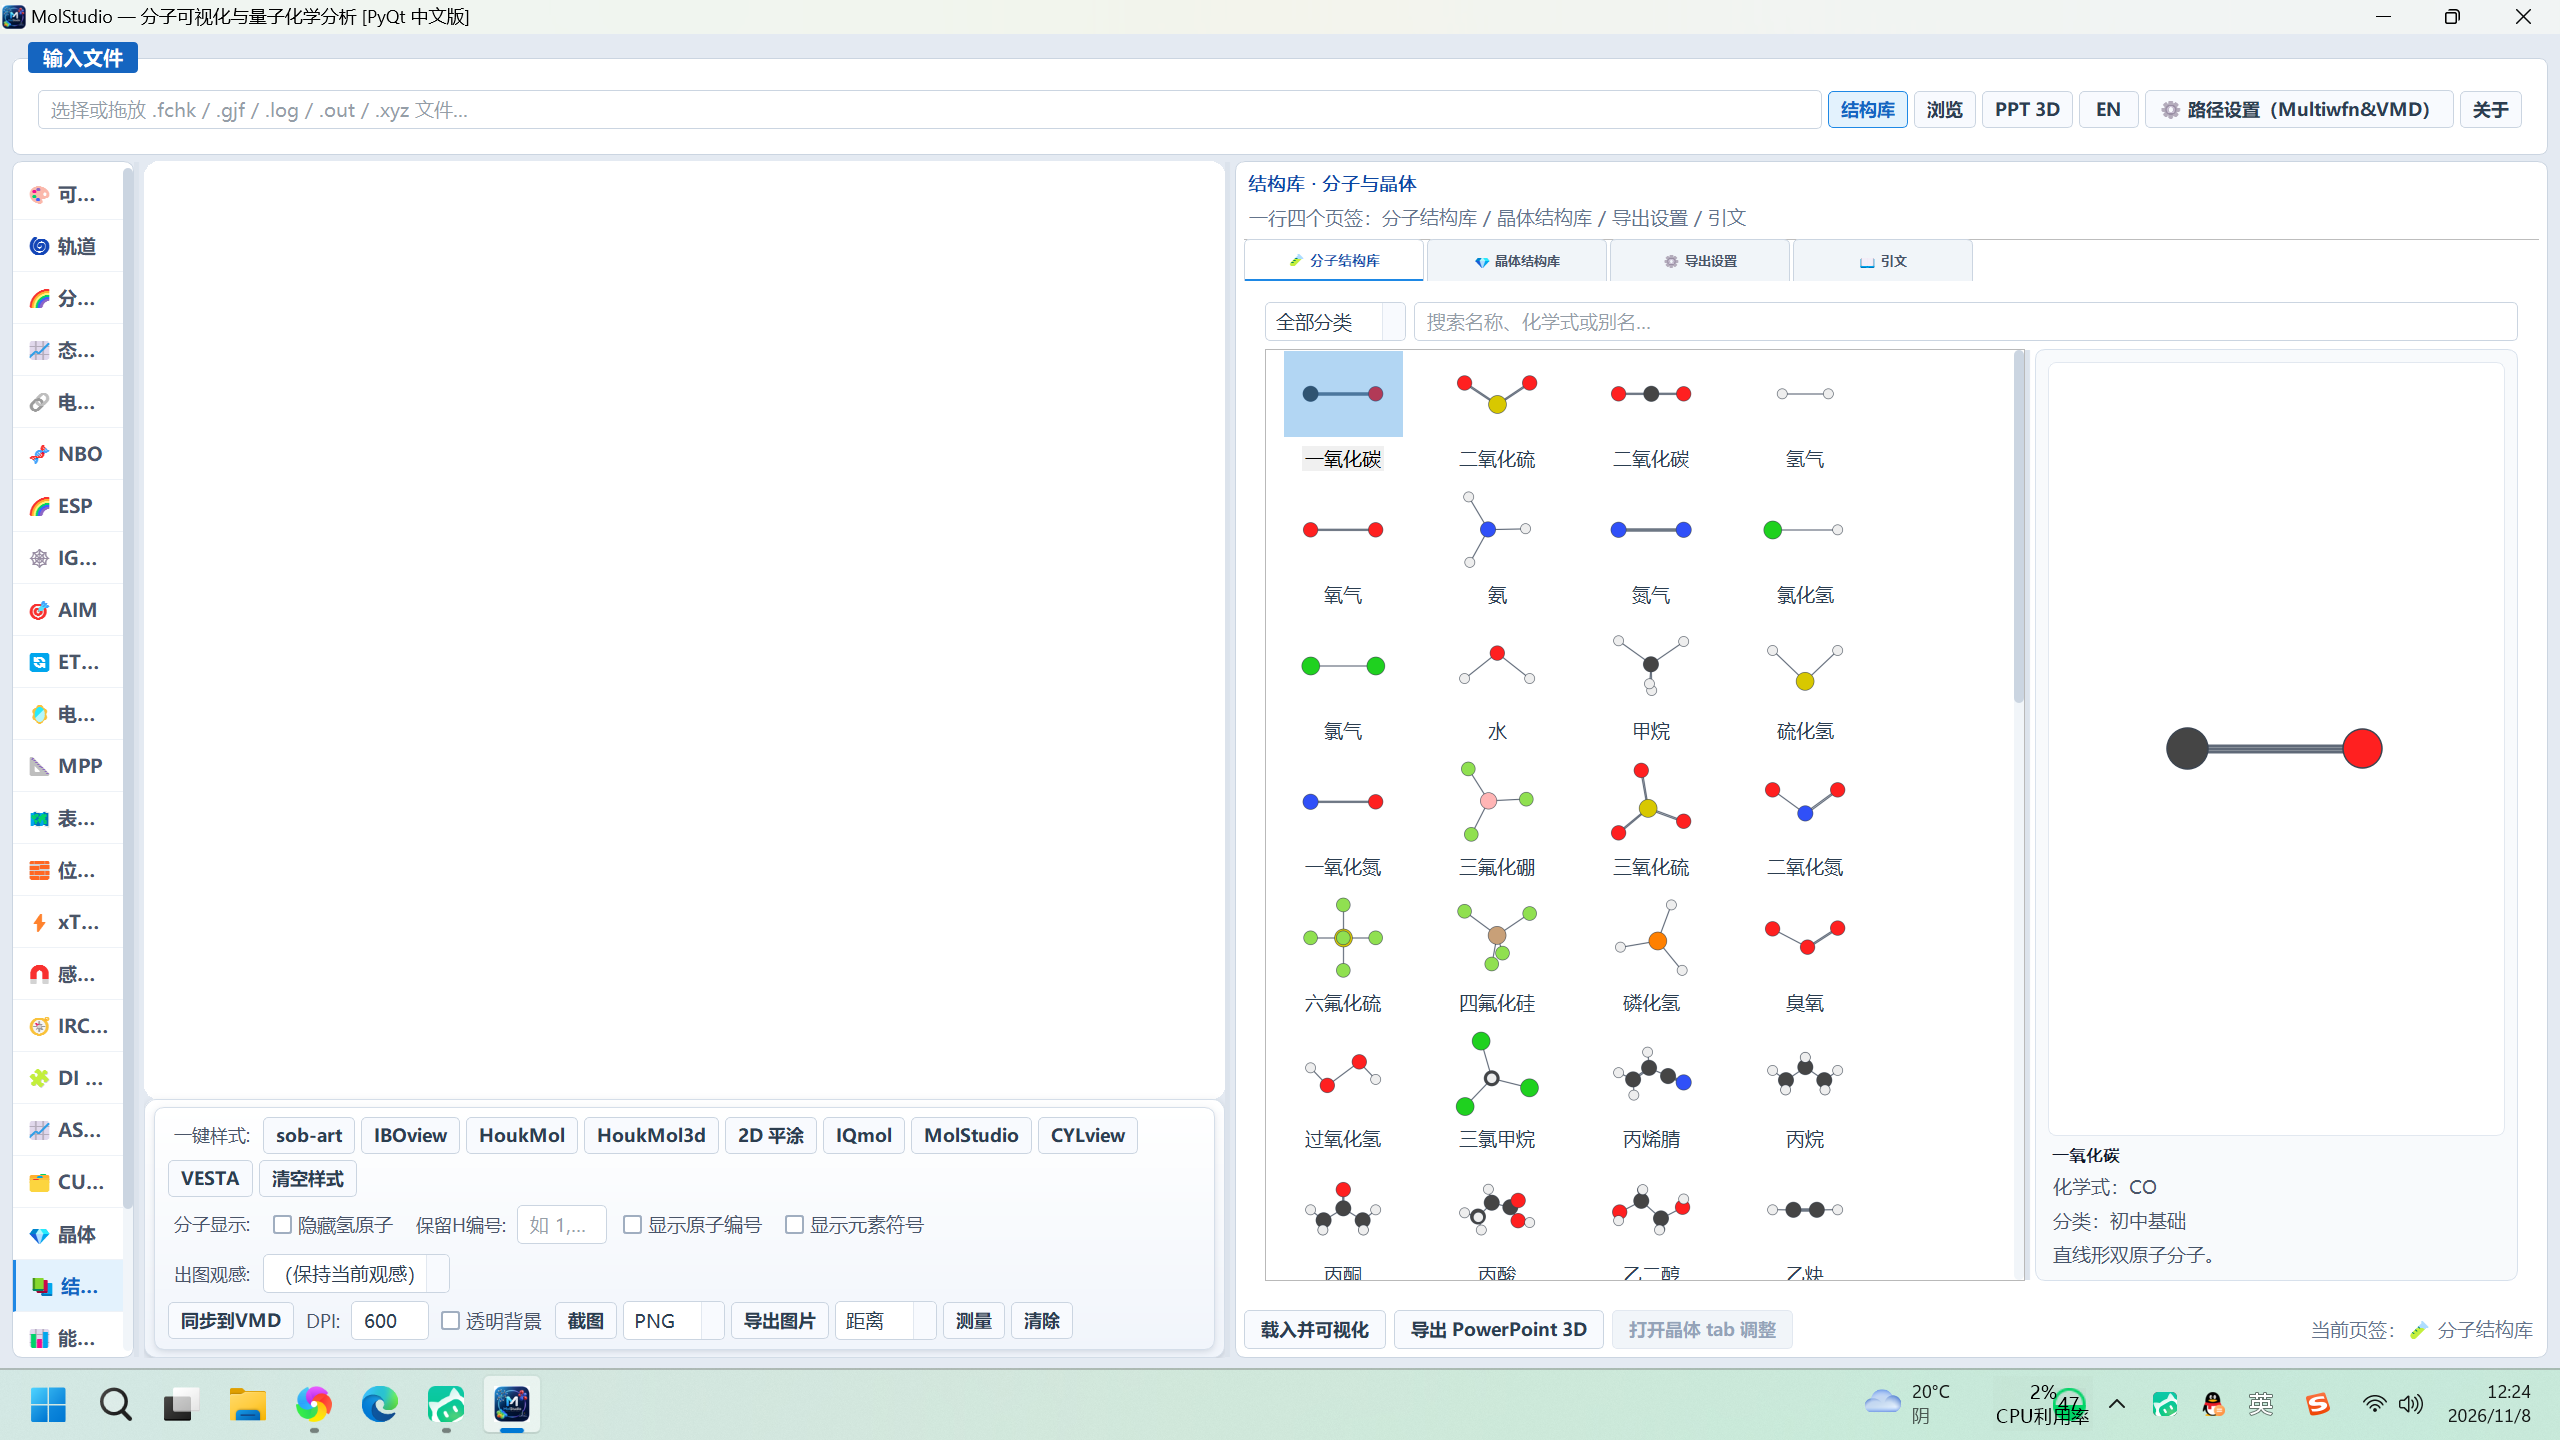 MolStudio — 分子可视化与量子化学分析 [PyQt 中文版]
输入文件
选择或拖放 .fchk / .gjf / .log / .out / .xyz 文件...
结构库 浏览 PPT 3D EN 路径设置（Multiwfn&VMD） 关于
可...
轨道
分...
态...
电...
NBO
ESP
IG...
AIM
ET...
电...
MPP
表...
位...
xT...
感...
IRC...
DI ...
AS...
CU...
晶体
结...
能...
一键样式: sob-art IBOview HoukMol HoukMol3d 2D 平涂 IQmol MolStudio CYLview
VESTA 清空样式
分子显示: 隐藏氢原子 保留H编号: 如 1,... 显示原子编号 显示元素符号
出图观感: （保持当前观感）
同步到VMD DPI: 600 透明背景 截图 PNG 导出图片 距离 测量 清除
结构库 · 分子与晶体
一行四个页签：分子结构库 / 晶体结构库 / 导出设置 / 引文
分子结构库 晶体结构库 导出设置 引文
全部分类 搜索名称、化学式或别名...
一氧化碳 二氧化硫 二氧化碳 氢气
氧气 氨 氮气 氯化氢
氯气 水 甲烷 硫化氢
一氧化氮 三氟化硼 三氧化硫 二氧化氮
六氟化硫 四氟化硅 磷化氢 臭氧
过氧化氢 三氯甲烷 丙烯腈 丙烷
丙酮 丙酸 乙二醇 乙炔
一氧化碳
化学式：CO
分类：初中基础
直线形双原子分子。
载入并可视化 导出 PowerPoint 3D 打开晶体 tab 调整 当前页签： 分子结构库
20°C
阴
2%
47
CPU利用率
英
12:24
2026/11/8